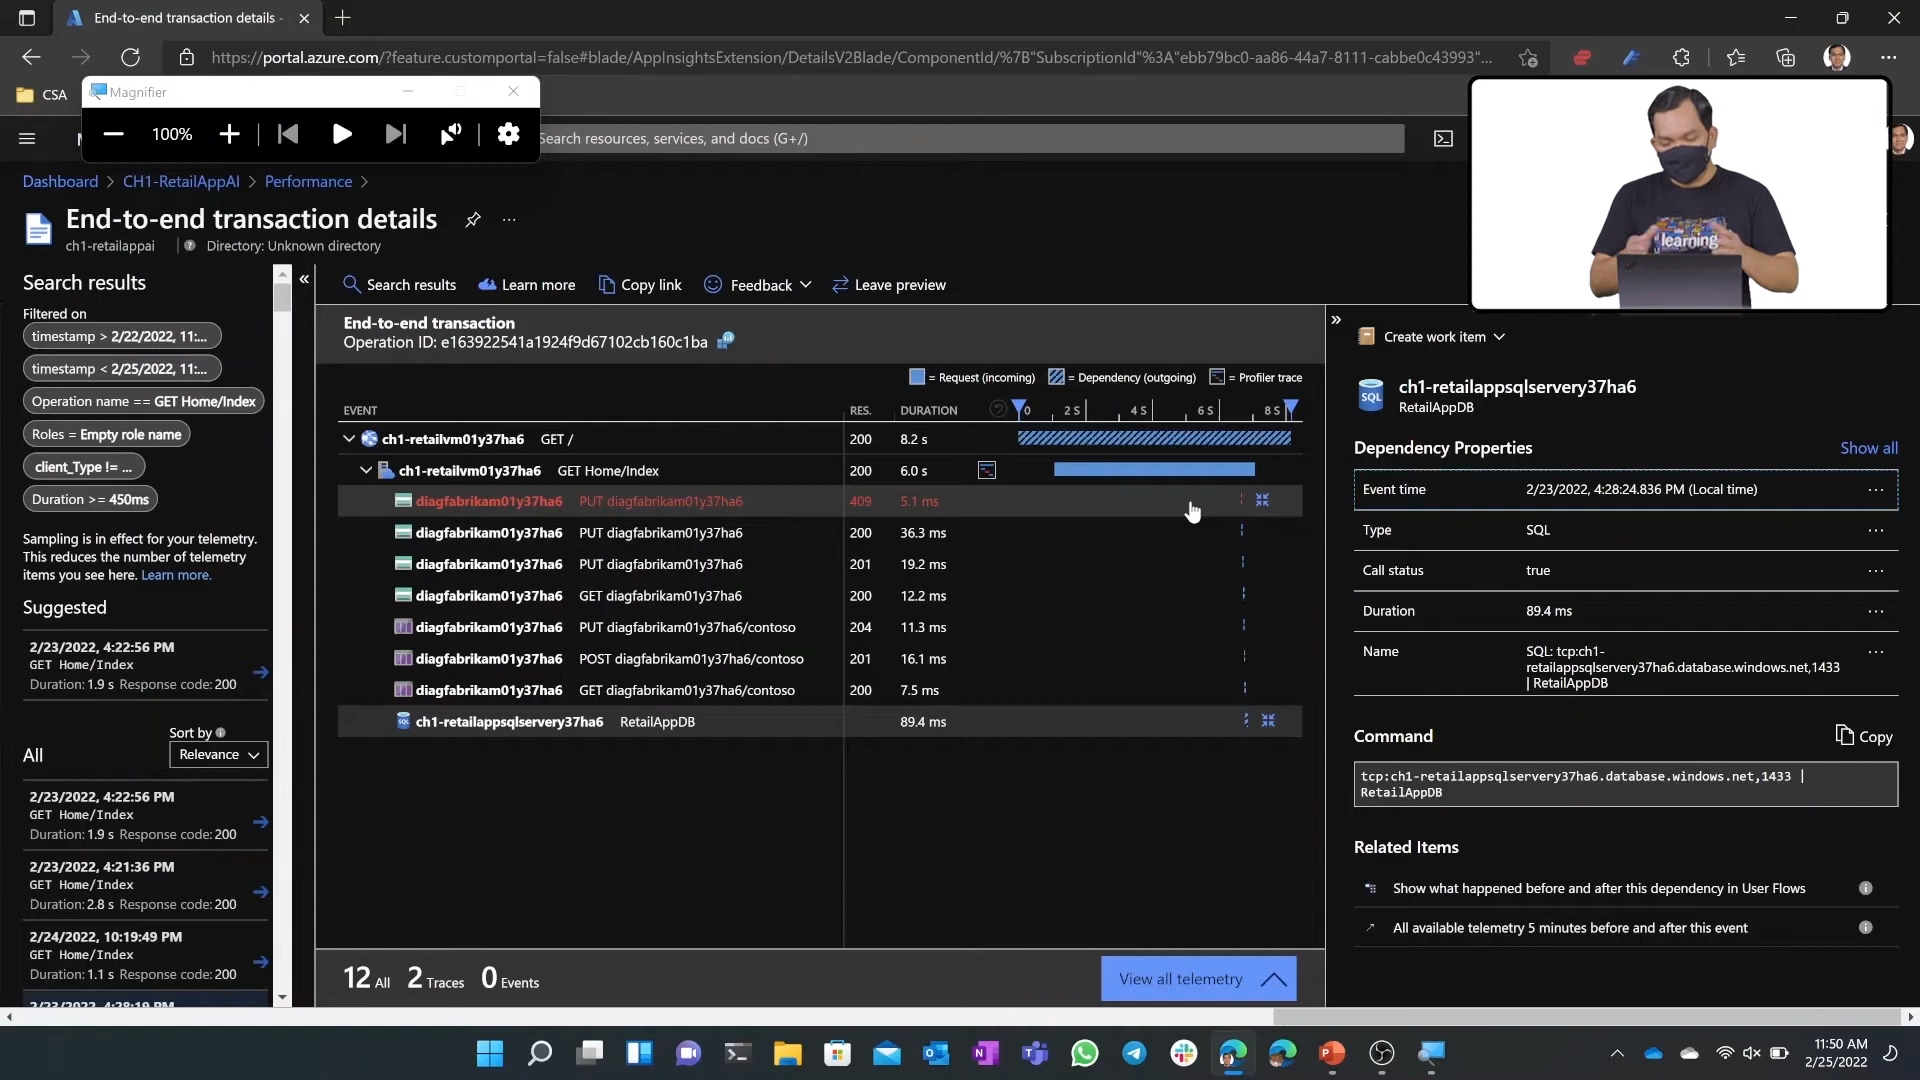 End-to-end transaction details -
https://portal.azure.com/?feature.customportal=false#blade/AppInsightsExtension/DetailsV2Blade/ComponentId/%7B"SubscriptionId"%3A"ebb79bc0-aa86-44a7-8111-cabbe0c43993"...
CSA
Magnifier
100%
Search resources, services, and docs (G+/)
learning
Dashboard > CH1-RetailAppAI > Performance >
End-to-end transaction details
ch1-retailappai | Directory: Unknown directory
Search results
Filtered on
timestamp > 2/22/2022, 11:...
timestamp < 2/25/2022, 11:...
Operation name == GET Home/Index
Roles = Empty role name
client_Type != ...
Duration >= 450ms
Sampling is in effect for your telemetry.
This reduces the number of telemetry
items you see here. Learn more.
Suggested
2/23/2022, 4:22:56 PM
GET Home/Index
Duration: 1.9 s Response code: 200
Sort by
All
Relevance
2/23/2022, 4:22:56 PM
GET Home/Index
Duration: 1.9 s Response code: 200
2/23/2022, 4:21:36 PM
GET Home/Index
Duration: 2.8 s Response code: 200
2/24/2022, 10:19:49 PM
GET Home/Index
Duration: 1.1 s Response code: 200
2/23/2022, 4:28:19 PM
Search results Learn more Copy link Feedback Leave preview
End-to-end transaction
Operation ID: e163922541a1924f9d67102cb160c1ba
= Request (incoming) = Dependency (outgoing) = Profiler trace
EVENT RES. DURATION 0 2 S 4 S 6 S 8 S
ch1-retailvm01y37ha6 GET / 200 8.2 s
ch1-retailvm01y37ha6 GET Home/Index 200 6.0 s
diagfabrikam01y37ha6 PUT diagfabrikam01y37ha6 409 5.1 ms
diagfabrikam01y37ha6 PUT diagfabrikam01y37ha6 200 36.3 ms
diagfabrikam01y37ha6 PUT diagfabrikam01y37ha6 201 19.2 ms
diagfabrikam01y37ha6 GET diagfabrikam01y37ha6 200 12.2 ms
diagfabrikam01y37ha6 PUT diagfabrikam01y37ha6/contoso 204 11.3 ms
diagfabrikam01y37ha6 POST diagfabrikam01y37ha6/contoso 201 16.1 ms
diagfabrikam01y37ha6 GET diagfabrikam01y37ha6/contoso 200 7.5 ms
SQL ch1-retailappsqlservery37ha6 RetailAppDB 89.4 ms
12 All 2 Traces 0 Events
View all telemetry
Create work item
SQL
ch1-retailappsqlservery37ha6
RetailAppDB
Dependency Properties Show all
Event time 2/23/2022, 4:28:24.836 PM (Local time) ...
Type SQL ...
Call status true ...
Duration 89.4 ms ...
Name SQL: tcp:ch1- ...
retailappsqlservery37ha6.database.windows.net,1433
| RetailAppDB
Command Copy
tcp:ch1-retailappsqlservery37ha6.database.windows.net,1433 |
RetailAppDB
Related Items
Show what happened before and after this dependency in User Flows
All available telemetry 5 minutes before and after this event
11:50 AM
2/25/2022